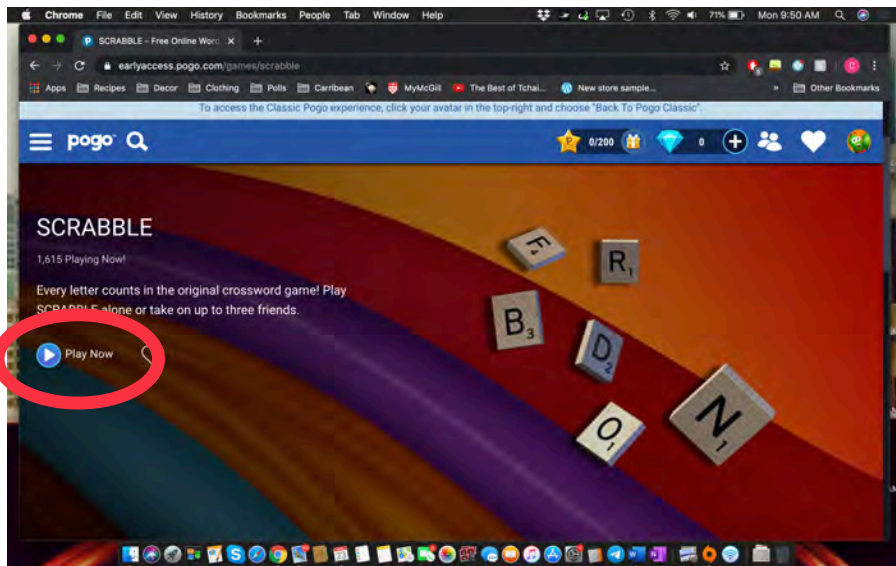 Chrome File Edit View History Bookmarks People Tab Window Help 71% Mon 9:50 AM
SCRABBLE – Free Online Word ×
earlyaccess.pogo.com/games/scrabble
Apps Recipes Decor Clothing Polls Carribean MyMcGill The Best of Tchai... New store sample... » Other Bookmarks
To access the Classic Pogo experience, click your avatar in the top-right and choose "Back To Pogo Classic".
pogo P 0/200 0
SCRABBLE
1,615 Playing Now!
Every letter counts in the original crossword game! Play
SCRABBLE alone or take on up to three friends.
Play Now
F4
R1
B3
D2
O1
N1